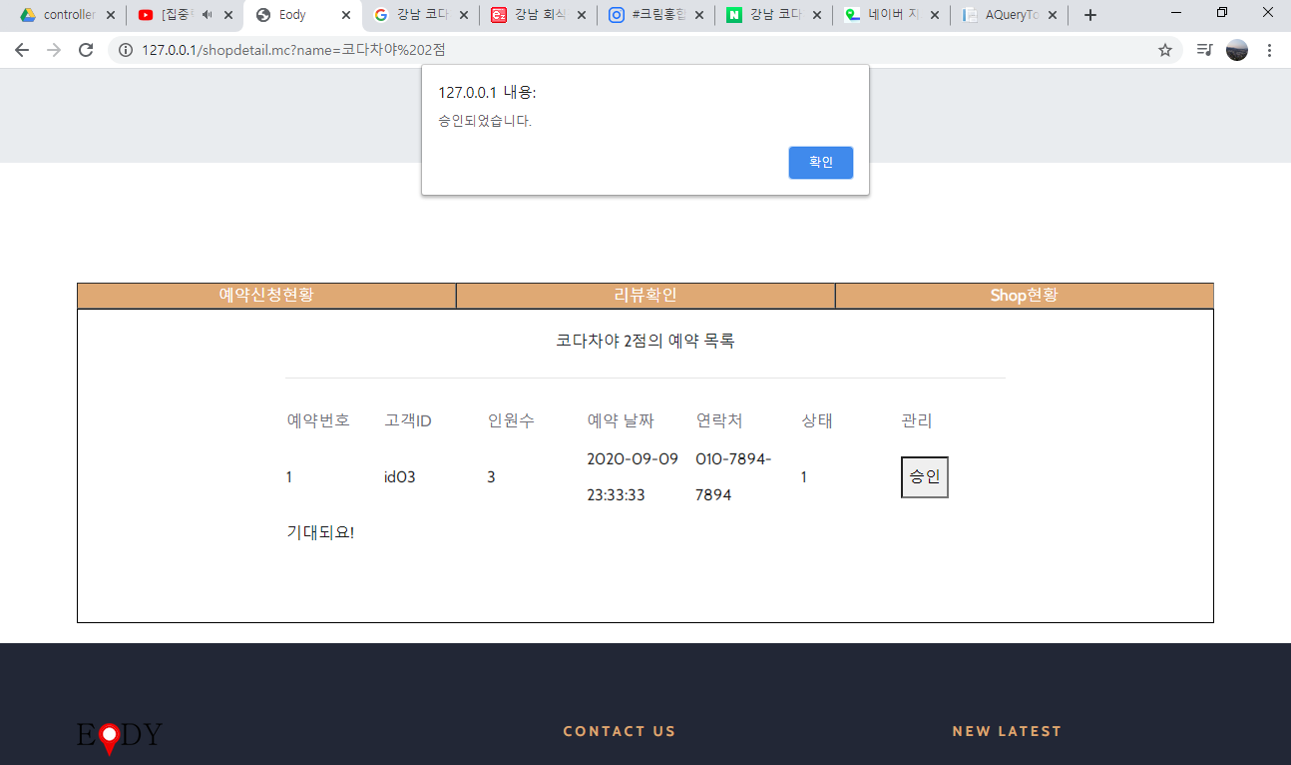 controller [집중 Eody 강남 코다 강남 회식 #크림홍합 강남 코다 네이버 지 AQueryTo
127.0.0.1/shopdetail.mc?name=코다차야%202점
127.0.0.1 내용:
승인되었습니다.
확인
예약신청현황 리뷰확인 Shop현황
코다차야 2점의 예약 목록
예약번호 고객ID 인원수 예약 날짜 연락처 상태 관리
1 id03 3 2020-09-09 23:33:33 010-7894-7894 1 승인
기대되요!
EODY CONTACT US NEW LATEST